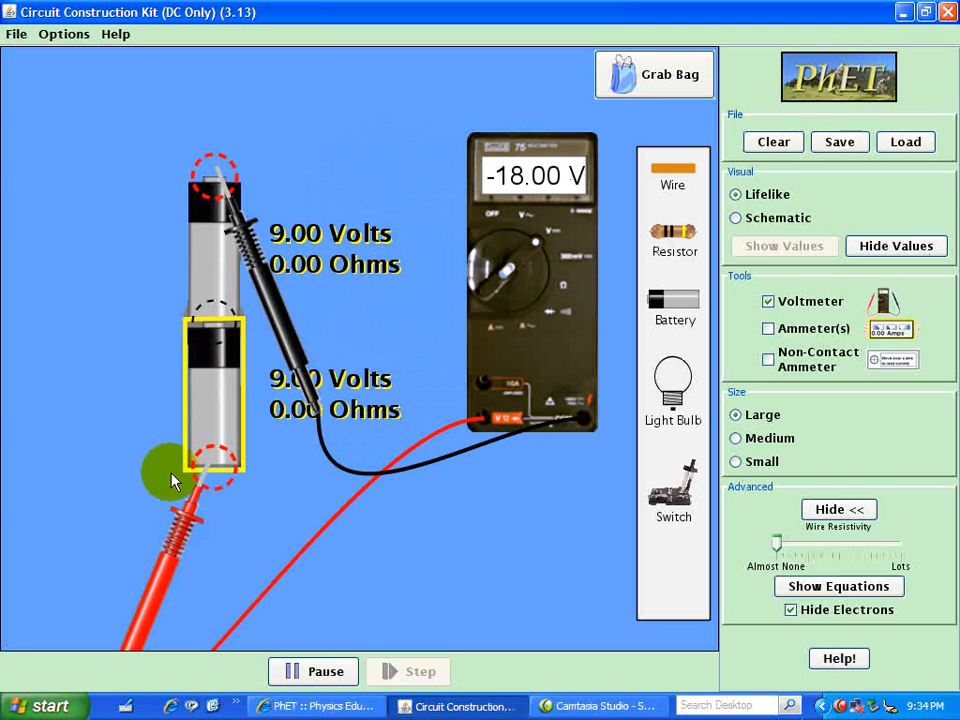 Circuit Construction Kit (DC Only) (3.13)
File Options Help
Grab Bag
PhET
File
Clear Save Load
75
-18.00 V
OFF
Wire
Resistor
Battery
Light Bulb
Switch
9.00 Volts
0.00 Ohms
9.00 Volts
0.00 Ohms
Visual
Lifelike
Schematic
Show Values Hide Values
Tools
Voltmeter
Ammeter(s)
0.00 Amps
Non-Contact
Ammeter
Size
Large
Medium
Small
Advanced
Hide <<
Wire Resistivity
Almost None Lots
Show Equations
Hide Electrons
Help!
Pause Step
start
PhET :: Physics Edu...
Circuit Construction...
Camtasia Studio - S...
Search Desktop
9:34 PM